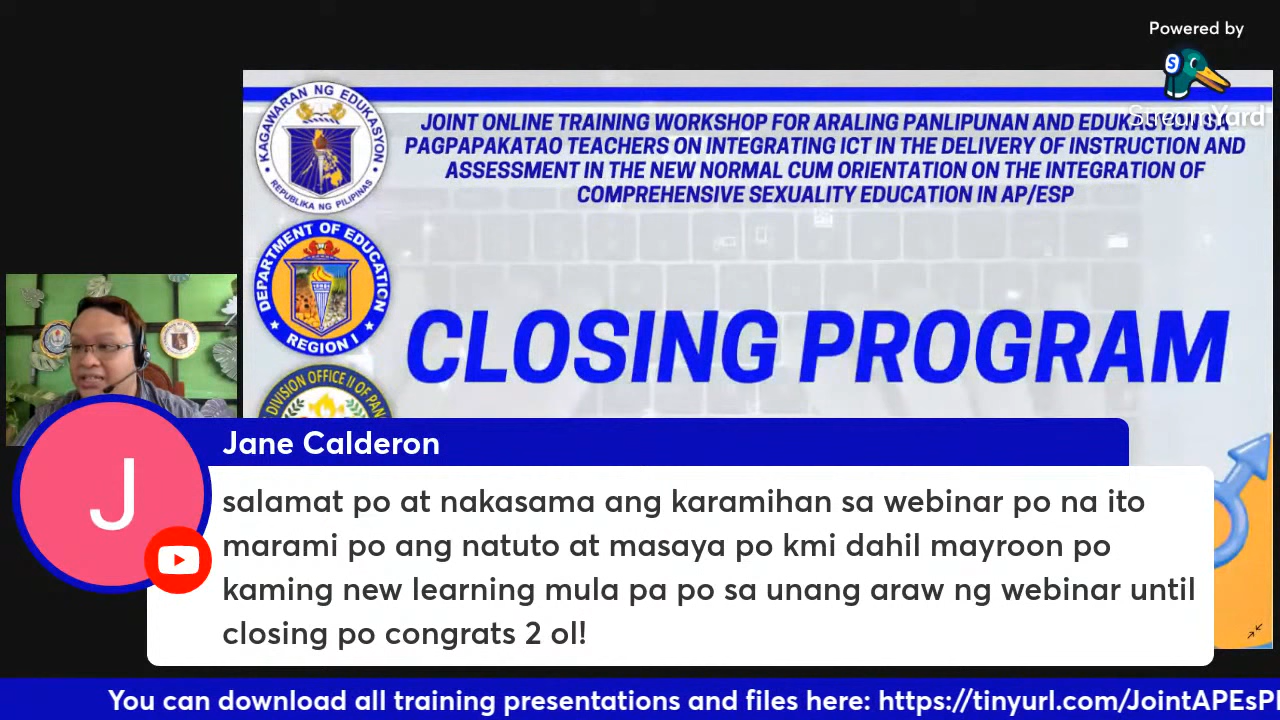 Powered by
StreamYard
KAGAWARAN NG EDUKASYON
REPUBLIKA NG PILIPINAS
JOINT ONLINE TRAINING WORKSHOP FOR ARALING PANLIPUNAN AND EDUKASYON SA
PAGPAPAKATAO TEACHERS ON INTEGRATING ICT IN THE DELIVERY OF INSTRUCTION AND
ASSESSMENT IN THE NEW NORMAL CUM ORIENTATION ON THE INTEGRATION OF
COMPREHENSIVE SEXUALITY EDUCATION IN AP/ESP
DEPARTMENT OF EDUCATION
REGION I
CLOSING PROGRAM
DIVISION OFFICE II OF
J
Jane Calderon
salamat po at nakasama ang karamihan sa webinar po na ito
marami po ang natuto at masaya po kmi dahil mayroon po
kaming new learning mula pa po sa unang araw ng webinar until
closing po congrats 2 ol!
You can download all training presentations and files here: https://tinyurl.com/JointAPEsP